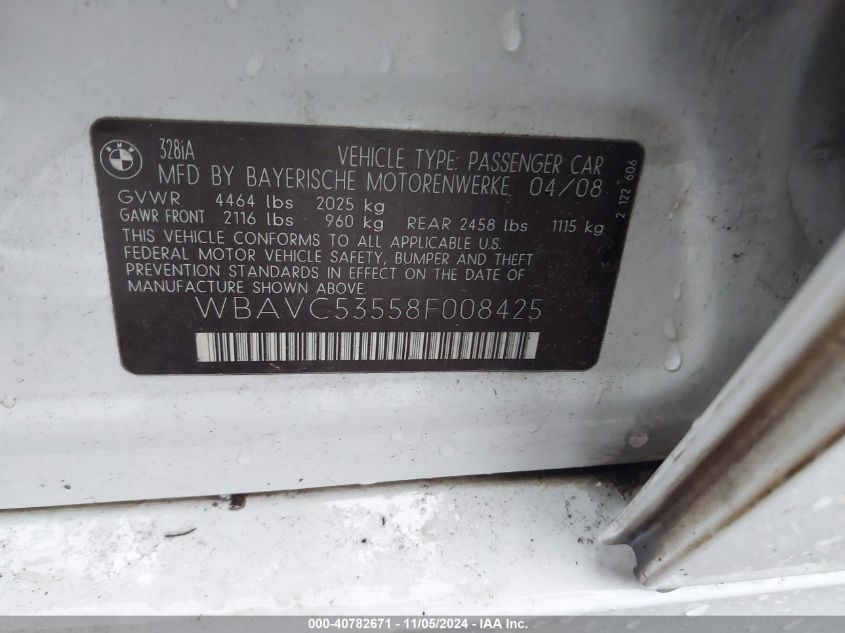 BMW
328iA
VEHICLE TYPE: PASSENGER CAR
MFD BY BAYERISCHE MOTORENWERKE 04/08
GVWR 4464 lbs 2025 kg
GAWR FRONT 2116 lbs 960 kg REAR 2458 lbs 1115 kg
THIS VEHICLE CONFORMS TO ALL APPLICABLE U.S.
FEDERAL MOTOR VEHICLE SAFETY, BUMPER AND THEFT
PREVENTION STANDARDS IN EFFECT ON THE DATE OF
MANUFACTURE SHOWN ABOVE.
WBAVC53558F008425
2 122 606
000-40782671 - 11/05/2024 - IAA Inc.